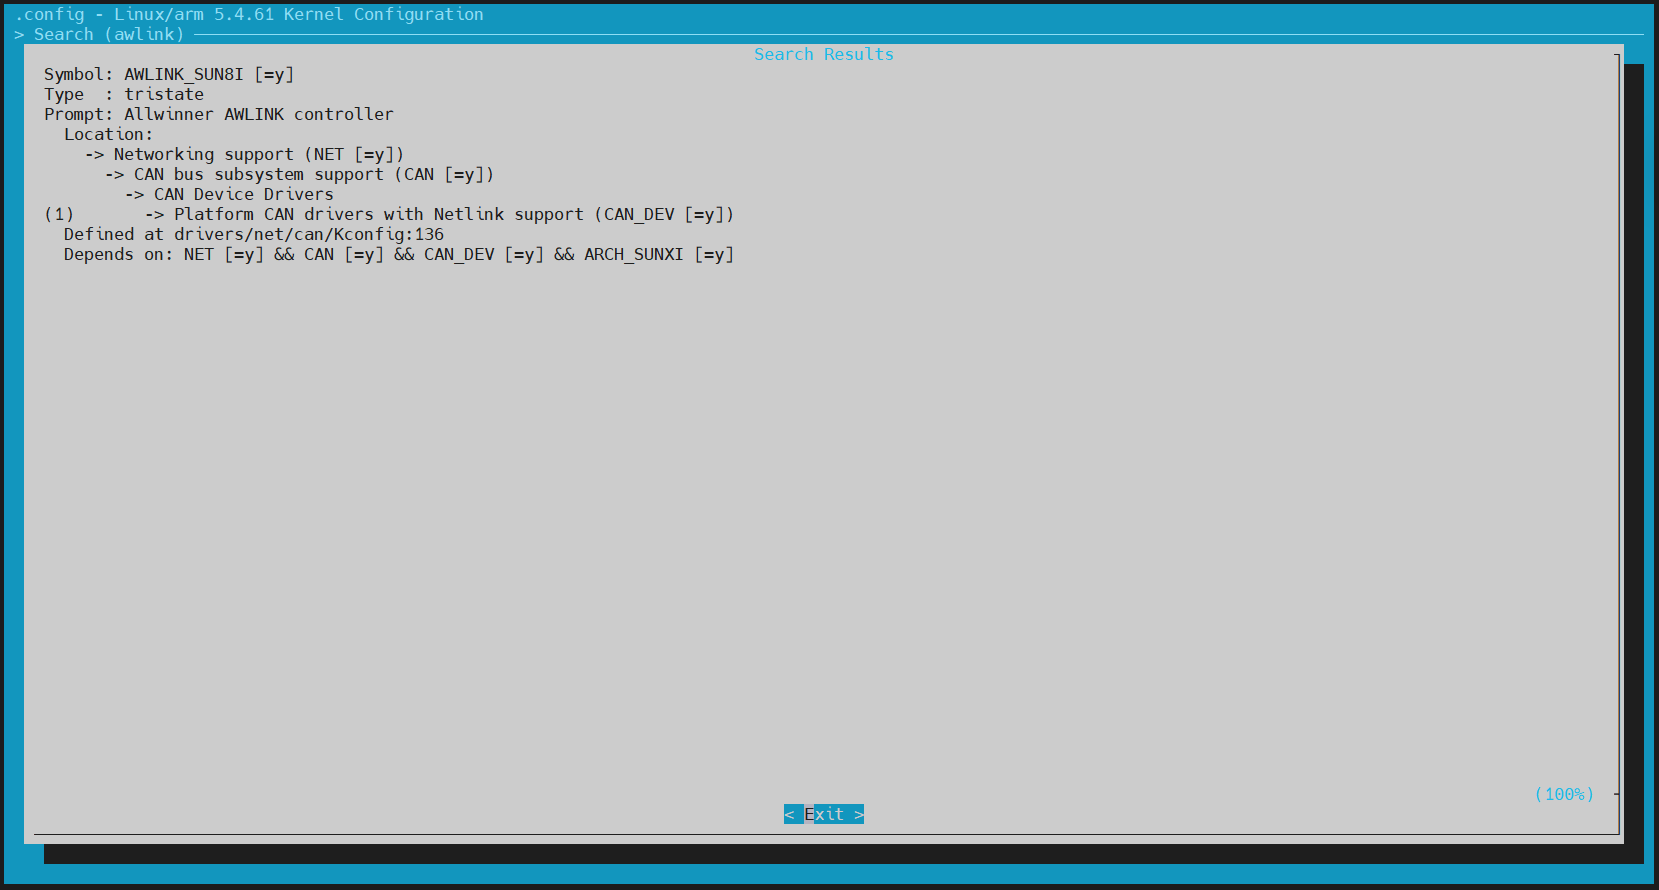 .config - Linux/arm 5.4.61 Kernel Configuration
> Search (awlink)
Search Results
Symbol: AWLINK_SUN8I [=y]
Type  : tristate
Prompt: Allwinner AWLINK controller
  Location:
    -> Networking support (NET [=y])
      -> CAN bus subsystem support (CAN [=y])
        -> CAN Device Drivers
(1)       -> Platform CAN drivers with Netlink support (CAN_DEV [=y])
  Defined at drivers/net/can/Kconfig:136
  Depends on: NET [=y] && CAN [=y] && CAN_DEV [=y] && ARCH_SUNXI [=y]
(100%)
< Exit >